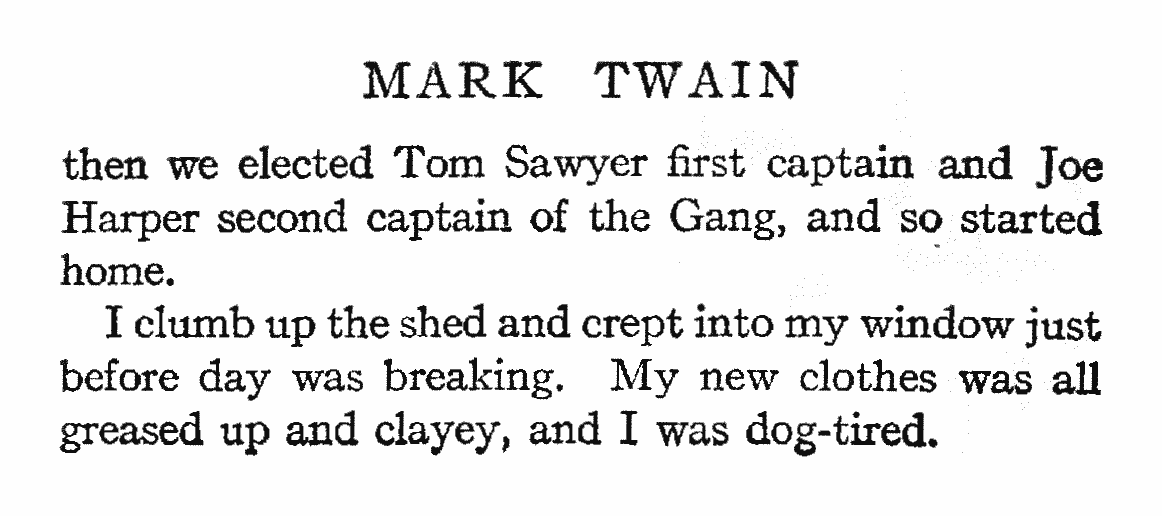 MARK TWAIN
then we elected Tom Sawyer first captain and Joe
Harper second captain of the Gang, and so started
home.
I clumb up the shed and crept into my window just
before day was breaking. My new clothes was all
greased up and clayey, and I was dog-tired.